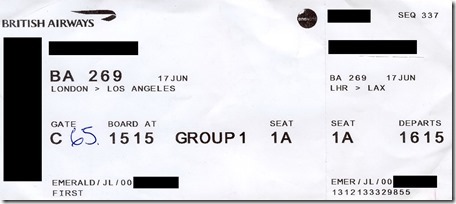 BRITISH AIRWAYS
SEQ 337
BA 269 17JUN
LONDON > LOS ANGELES
GATE BOARD AT SEAT
C 65. 1515 GROUP1 1A
EMERALD/JL/00
FIRST
BA 269 17JUN
LHR > LAX
SEAT DEPARTS
1A 1615
EMER/JL/00
1312133329855